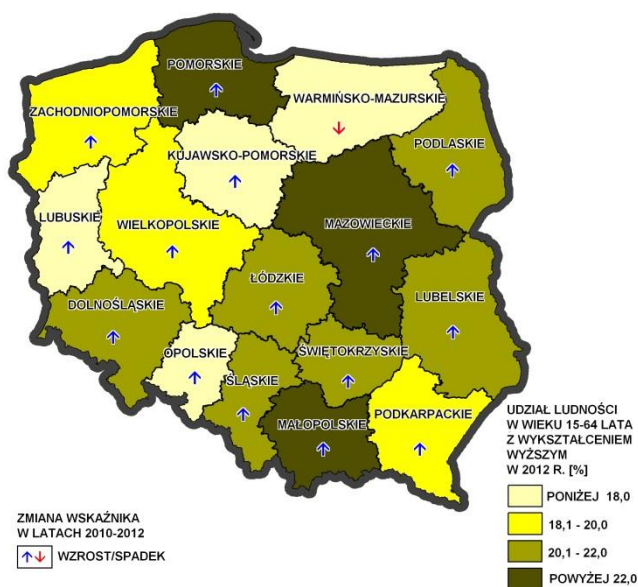 POMORSKIE
WARMIŃSKO-MAZURSKIE
ZACHODNIOPOMORSKIE
PODLASKIE
KUJAWSKO-POMORSKIE
LUBUSKIE
WIELKOPOLSKIE
MAZOWIECKIE
ŁÓDZKIE
LUBELSKIE
DOLNOŚLĄSKIE
OPOLSKIE
ŚWIĘTOKRZYSKIE
ŚLĄSKIE
MAŁOPOLSKIE
PODKARPACKIE
UDZIAŁ LUDNOŚCI
W WIEKU 15-64 LATA
Z WYKSZTAŁCENIEM
WYŻSZYM
W 2012 R. [%]
PONIŻEJ 18,0
18,1 - 20,0
20,1 - 22,0
POWYŻEJ 22,0
ZMIANA WSKAŹNIKA
W LATACH 2010-2012
WZROST/SPADEK